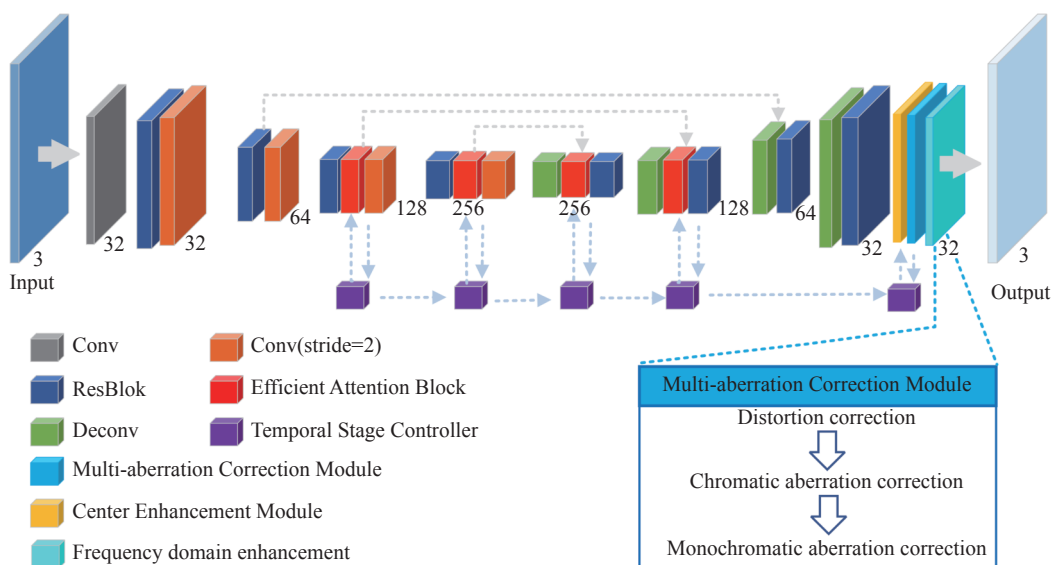 3
Input
32
32
64
128
256
256
128
64
32
32
3
Output
Conv
Conv(stride=2)
ResBlok
Efficient Attention Block
Deconv
Temporal Stage Controller
Multi-aberration Correction Module
Center Enhancement Module
Frequency domain enhancement
Multi-aberration Correction Module
Distortion correction
Chromatic aberration correction
Monochromatic aberration correction